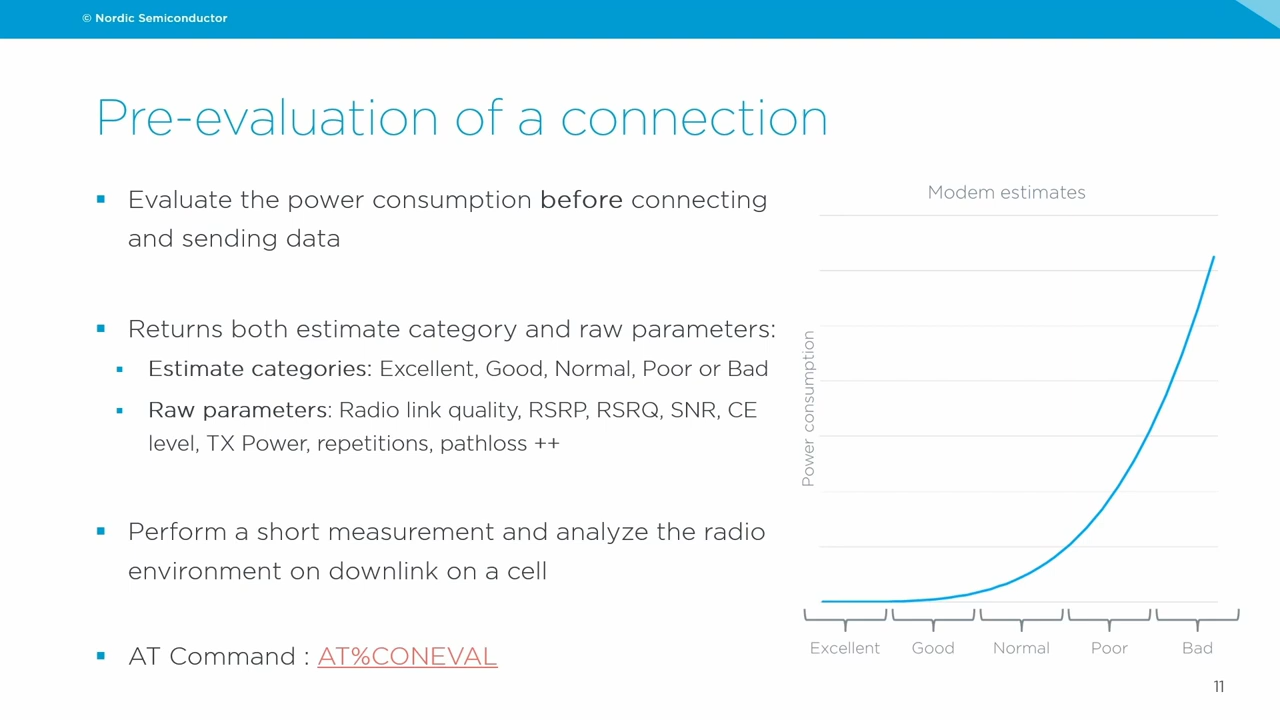 © Nordic Semiconductor
Pre-evaluation of a connection
▪ Evaluate the power consumption before connecting
and sending data
▪ Returns both estimate category and raw parameters:
▪ Estimate categories: Excellent, Good, Normal, Poor or Bad
▪ Raw parameters: Radio link quality, RSRP, RSRQ, SNR, CE
level, TX Power, repetitions, pathloss ++
▪ Perform a short measurement and analyze the radio
environment on downlink on a cell
▪ AT Command : AT%CONEVAL
Modem estimates
Power consumption
Excellent Good Normal Poor Bad
11